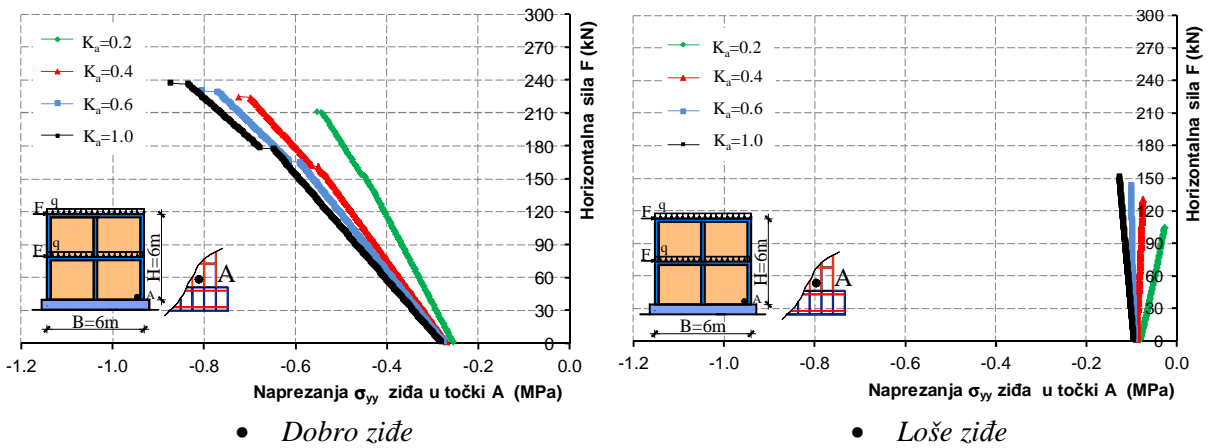 300
270
240
210
180
150
120
90
60
30
0
Horizontalna sila F (kN)
Kₐ=0.2
Kₐ=0.4
Kₐ=0.6
Kₐ=1.0
q
F
q
F
H=6m
A
A
B=6m
-1.2 -1.0 -0.8 -0.6 -0.4 -0.2 0.0
Naprezanja σyy ziđa u točki A (MPa)
• Dobro ziđe
300
270
240
210
180
150
120
90
60
30
0
Horizontalna sila F (kN)
Kₐ=0.2
Kₐ=0.4
Kₐ=0.6
Kₐ=1.0
q
F
q
F
H=6m
A
A
B=6m
-1.2 -1.0 -0.8 -0.6 -0.4 -0.2 0.0
Naprezanja σyy ziđa u točki A (MPa)
• Loše ziđe